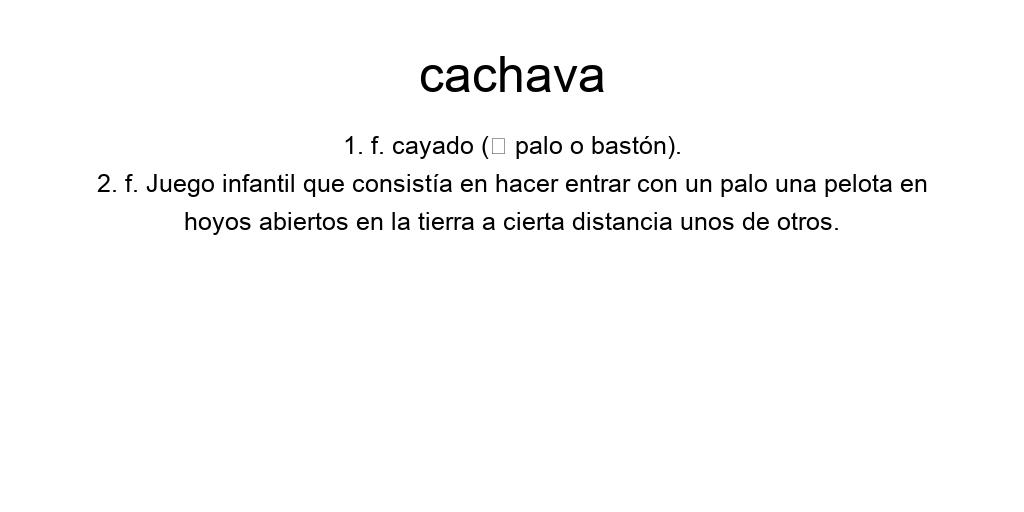 cachava
1. f. cayado (□ palo o bastón).
2. f. Juego infantil que consistía en hacer entrar con un palo una pelota en
hoyos abiertos en la tierra a cierta distancia unos de otros.